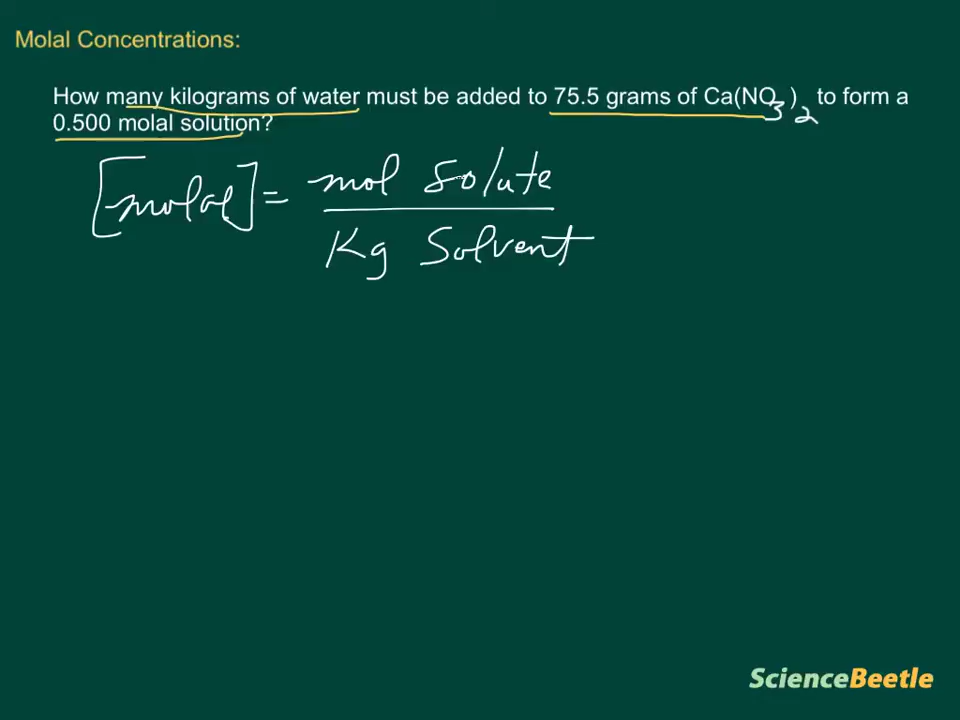 Molal Concentrations:
How many kilograms of water must be added to 75.5 grams of Ca(NO3)2 to form a
0.500 molal solution?
[molal] = mol solute
Kg Solvent
ScienceBeetle